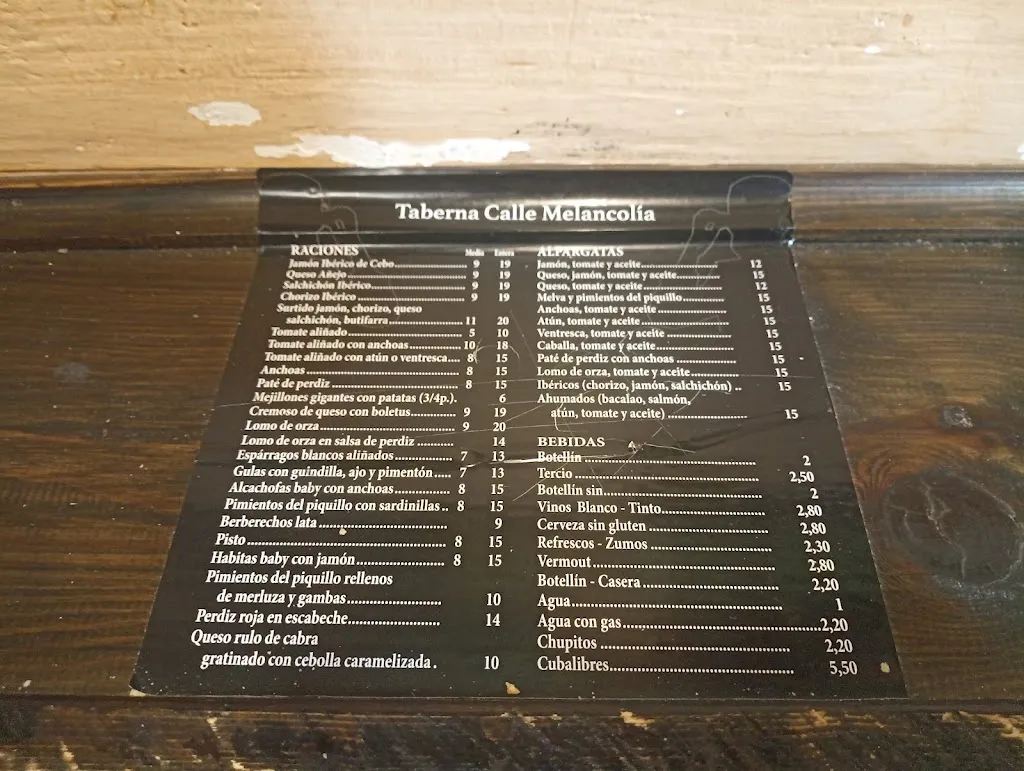 Taberna Calle Melancolía
RACIONES Media Entera
Jamón Ibérico de Cebo 9 19
Queso Añejo 9 19
Salchichón Ibérico 9 19
Chorizo Ibérico 9 19
Surtido jamón, chorizo, queso
salchichón, butifarra 11 20
Tomate aliñado 5 10
Tomate aliñado con anchoas 10 18
Tomate aliñado con atún o ventresca 8 15
Anchoas 8 15
Paté de perdiz 8 15
Mejillones gigantes con patatas (3/4p.). 6
Cremoso de queso con boletus 9 19
Lomo de orza 9 20
Lomo de orza en salsa de perdiz 14
Espárragos blancos aliñados 7 13
Gulas con guindilla, ajo y pimentón 7 13
Alcachofas baby con anchoas 8 15
Pimientos del piquillo con sardinillas 8 15
Berberechos lata 9
Pisto 8 15
Habitas baby con jamón 8 15
Pimientos del piquillo rellenos
de merluza y gambas 10
Perdiz roja en escabeche 14
Queso rulo de cabra
gratinado con cebolla caramelizada 10
ALPARGATAS
Jamón, tomate y aceite 12
Queso, jamón, tomate y aceite 15
Queso, tomate y aceite 12
Melva y pimientos del piquillo 15
Anchoas, tomate y aceite 15
Atún, tomate y aceite 15
Ventresca, tomate y aceite 15
Caballa, tomate y aceite 15
Paté de perdiz con anchoas 15
Lomo de orza, tomate y aceite 15
Ibéricos (chorizo, jamón, salchichón) 15
Ahumados (bacalao, salmón,
atún, tomate y aceite) 15
BEBIDAS
Botellín 2
Tercio 2,50
Botellín sin 2
Vinos Blanco - Tinto 2,80
Cerveza sin gluten 2,80
Refrescos - Zumos 2,30
Vermout 2,80
Botellín - Casera 2,20
Agua 1
Agua con gas 2,20
Chupitos 2,20
Cubalibres 5,50